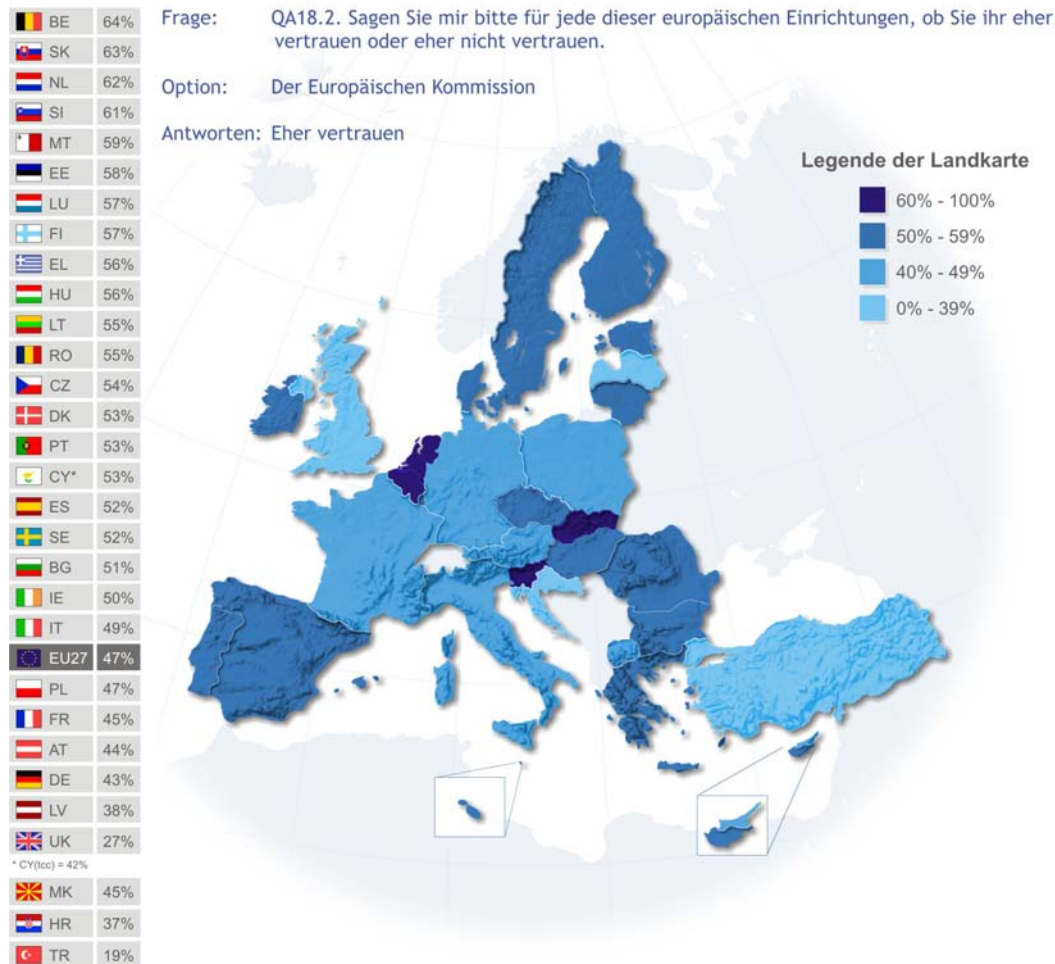 Frage: QA18.2. Sagen Sie mir bitte für jede dieser europäischen Einrichtungen, ob Sie ihr eher
vertrauen oder eher nicht vertrauen.
Option: Der Europäischen Kommission
Antworten: Eher vertrauen
BE 64%
SK 63%
NL 62%
SI 61%
MT 59%
EE 58%
LU 57%
FI 57%
EL 56%
HU 56%
LT 55%
RO 55%
CZ 54%
DK 53%
PT 53%
CY* 53%
ES 52%
SE 52%
BG 51%
IE 50%
IT 49%
EU27 47%
PL 47%
FR 45%
AT 44%
DE 43%
LV 38%
UK 27%
* CY(tcc) = 42%
MK 45%
HR 37%
TR 19%
Legende der Landkarte
60% - 100%
50% - 59%
40% - 49%
0% - 39%